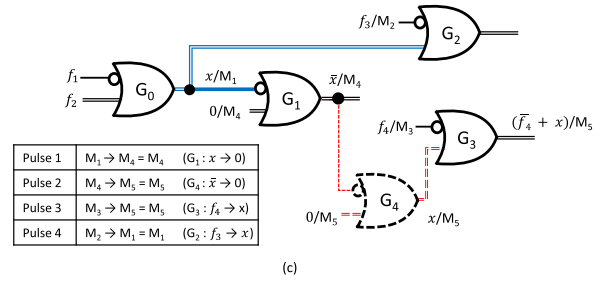 f₃/M₂
G₂
f₁
f₂
G₀
x/M₁
0/M₄
G₁
x̄/M₄
f₄/M₃
G₃
(f̄₄ + x)/M₅
0/M₅
G₄
x/M₅
Pulse 1 M₁ → M₄ = M₄ (G₁ : x → 0)
Pulse 2 M₄ → M₅ = M₅ (G₄ : x̄ → 0)
Pulse 3 M₃ → M₅ = M₅ (G₃ : f₄ → x)
Pulse 4 M₂ → M₁ = M₁ (G₂ : f₃ → x)
(c)